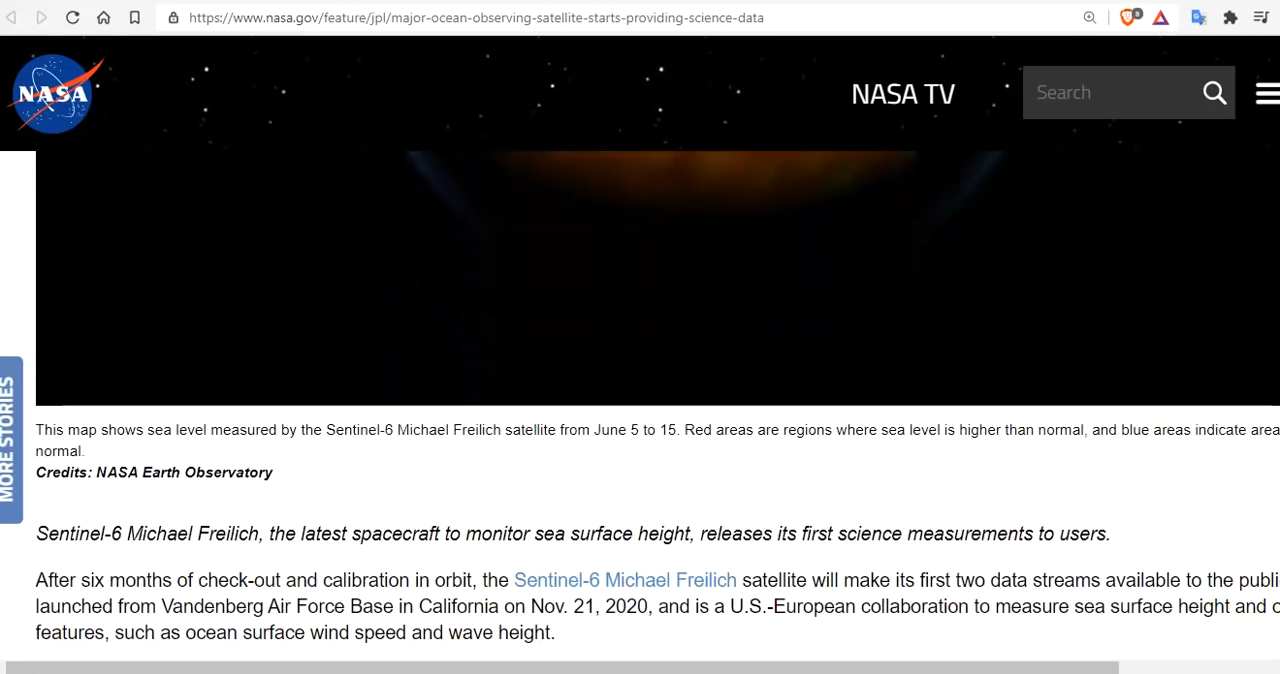 https://www.nasa.gov/feature/jpl/major-ocean-observing-satellite-starts-providing-science-data
8
NASA
NASA TV
Search
MORE STORIES
This map shows sea level measured by the Sentinel-6 Michael Freilich satellite from June 5 to 15. Red areas are regions where sea level is higher than normal, and blue areas indicate area
normal.
Credits: NASA Earth Observatory
Sentinel-6 Michael Freilich, the latest spacecraft to monitor sea surface height, releases its first science measurements to users.
After six months of check-out and calibration in orbit, the Sentinel-6 Michael Freilich satellite will make its first two data streams available to the publi
launched from Vandenberg Air Force Base in California on Nov. 21, 2020, and is a U.S.-European collaboration to measure sea surface height and
features, such as ocean surface wind speed and wave height.